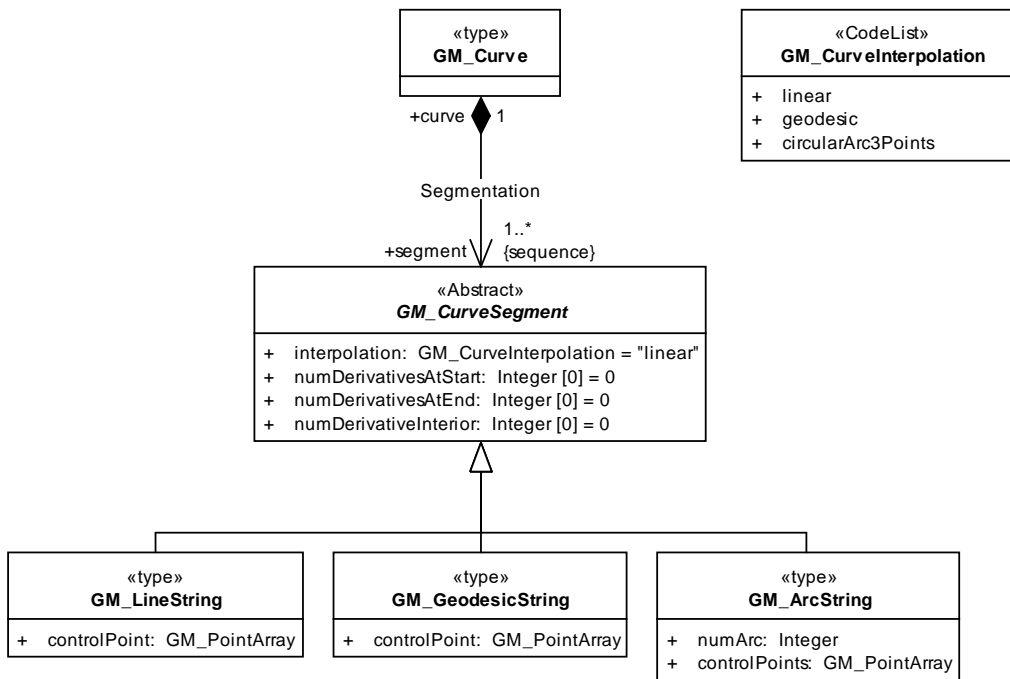 «type»
GM_Curve
«CodeList»
GM_CurveInterpolation
+ linear
+ geodesic
+ circularArc3Points
+curve 1
Segmentation
+segment
1..*
{sequence}
«Abstract»
GM_CurveSegment
+ interpolation: GM_CurveInterpolation = "linear"
+ numDerivativesAtStart: Integer [0] = 0
+ numDerivativesAtEnd: Integer [0] = 0
+ numDerivativeInterior: Integer [0] = 0
«type»
GM_LineString
+ controlPoint: GM_PointArray
«type»
GM_GeodesicString
+ controlPoint: GM_PointArray
«type»
GM_ArcString
+ numArc: Integer
+ controlPoints: GM_PointArray